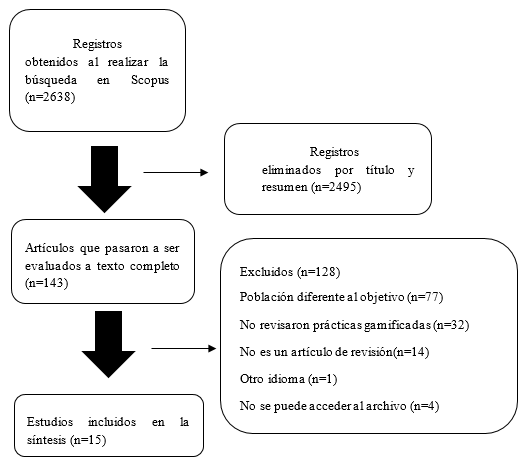 Registros
obtenidos al realizar la
búsqueda en Scopus
(n=2638)
Registros
eliminados por título y
resumen (n=2495)
Artículos que pasaron a ser
evaluados a texto completo
(n=143)
Excluidos (n=128)
Población diferente al objetivo (n=77)
No revisaron prácticas gamificadas (n=32)
No es un artículo de revisión(n=14)
Otro idioma (n=1)
No se puede acceder al archivo (n=4)
Estudios incluidos en la
síntesis (n=15)